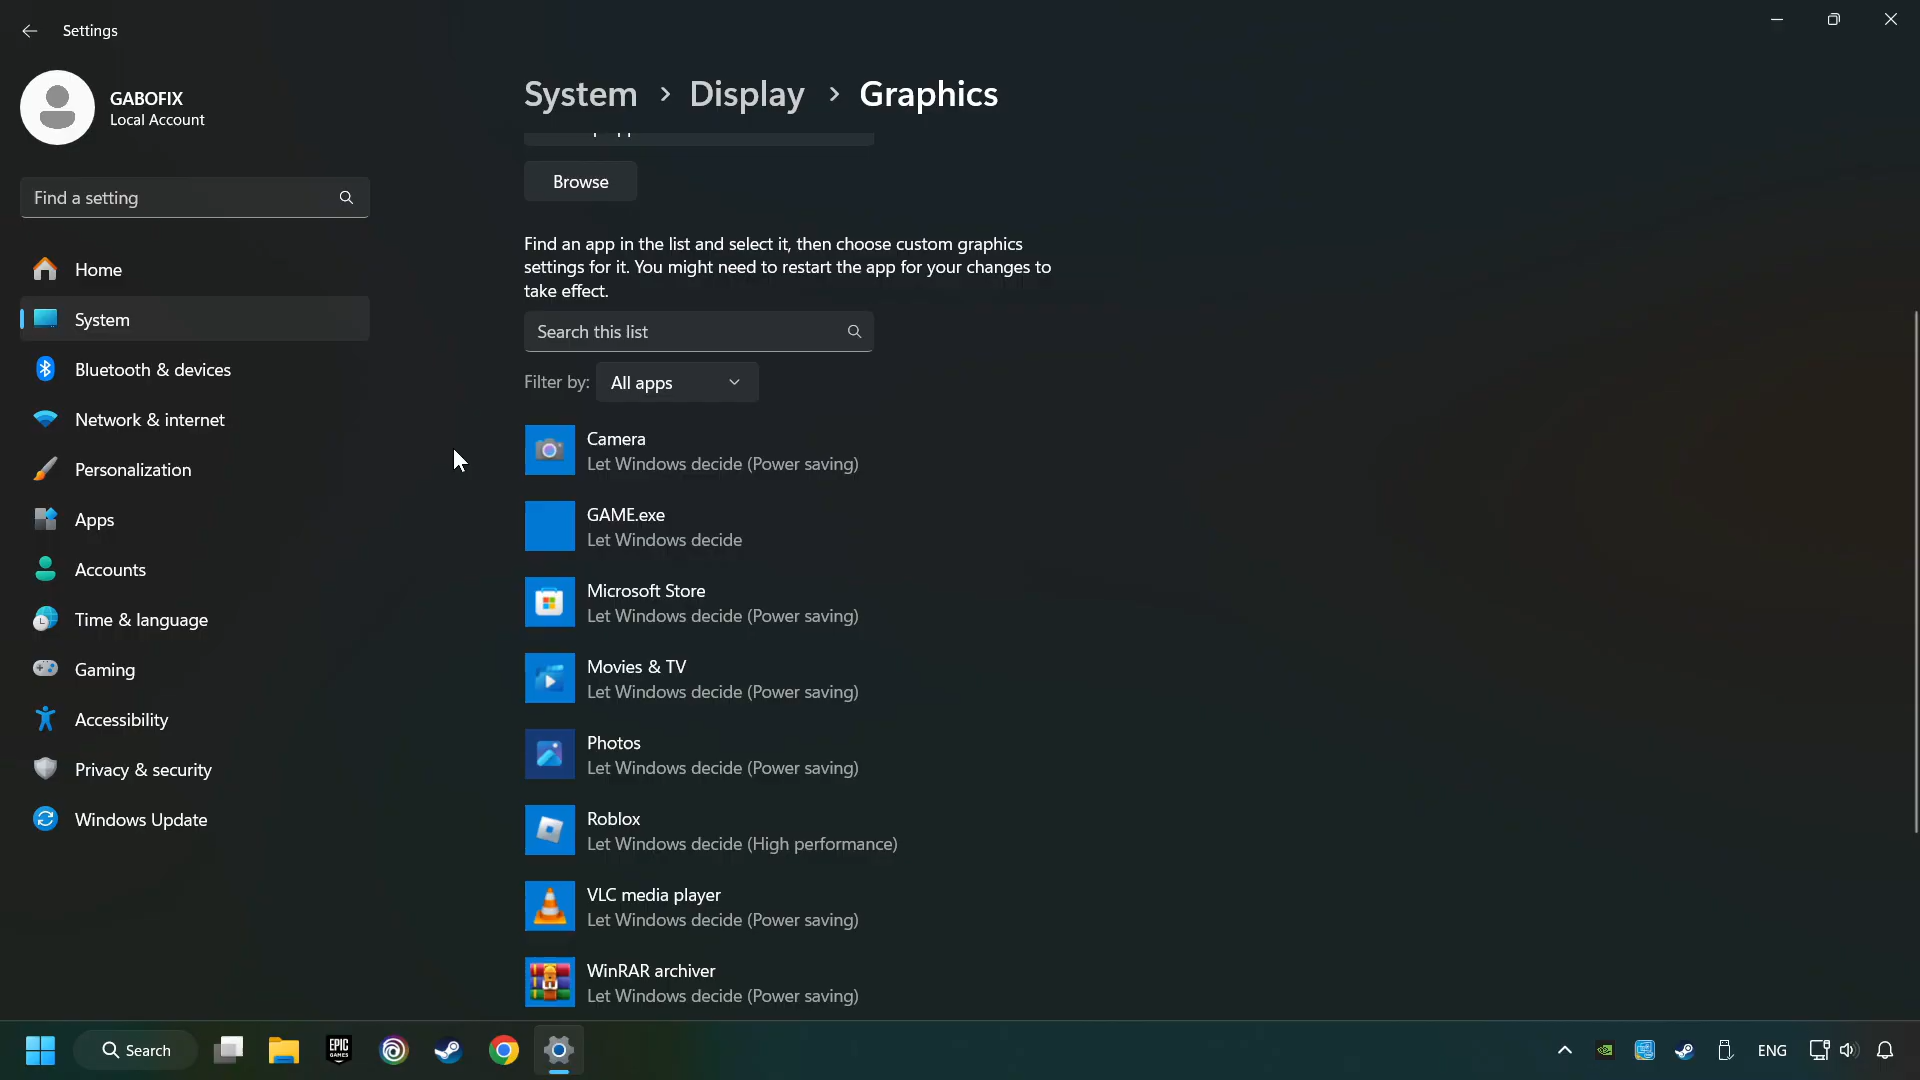 Settings
GABOFIX
Local Account
Find a setting
Home
System
Bluetooth & devices
Network & internet
Personalization
Apps
Accounts
Time & language
Gaming
Accessibility
Privacy & security
Windows Update
System > Display > Graphics
Browse
Find an app in the list and select it, then choose custom graphics
settings for it. You might need to restart the app for your changes to
take effect.
Search this list
Filter by: All apps
Camera
Let Windows decide (Power saving)
GAME.exe
Let Windows decide
Microsoft Store
Let Windows decide (Power saving)
Movies & TV
Let Windows decide (Power saving)
Photos
Let Windows decide (Power saving)
Roblox
Let Windows decide (High performance)
VLC media player
Let Windows decide (Power saving)
WinRAR archiver
Let Windows decide (Power saving)
Search
EPIC
GAMES
ENG